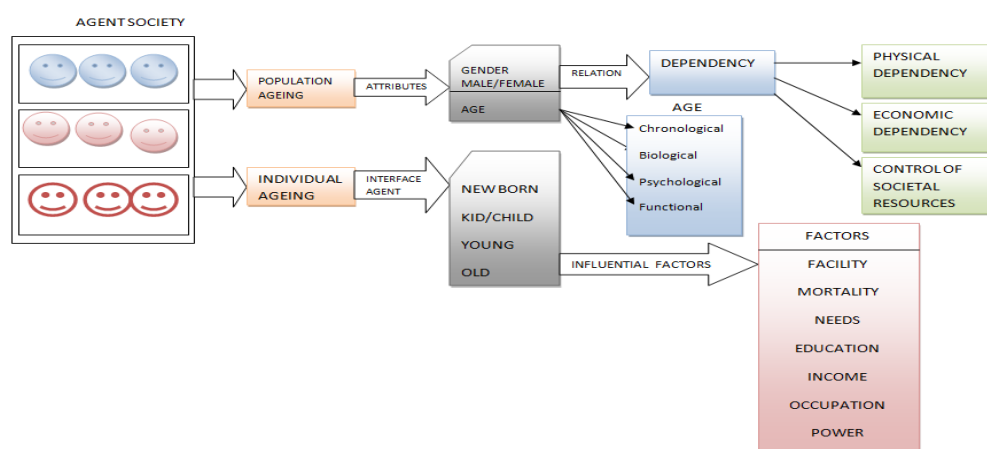 AGENT SOCIETY
POPULATION
AGEING
ATTRIBUTES
GENDER
MALE/FEMALE
AGE
RELATION
DEPENDENCY
PHYSICAL
DEPENDENCY
ECONOMIC
DEPENDENCY
CONTROL OF
SOCIETAL
RESOURCES
AGE
Chronological
Biological
Psychological
Functional
INDIVIDUAL
AGEING
INTERFACE
AGENT
NEW BORN
KID/CHILD
YOUNG
OLD
INFLUENTIAL FACTORS
FACTORS
FACILITY
MORTALITY
NEEDS
EDUCATION
INCOME
OCCUPATION
POWER